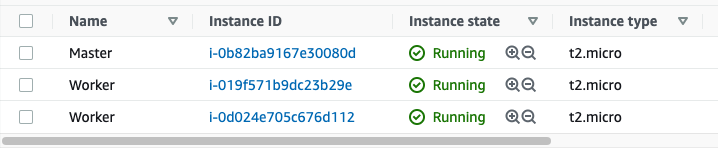 Name Instance ID Instance state Instance type
Master i-0b82ba9167e30080d Running t2.micro
Worker i-019f571b9dc23b29e Running t2.micro
Worker i-0d024e705c676d112 Running t2.micro